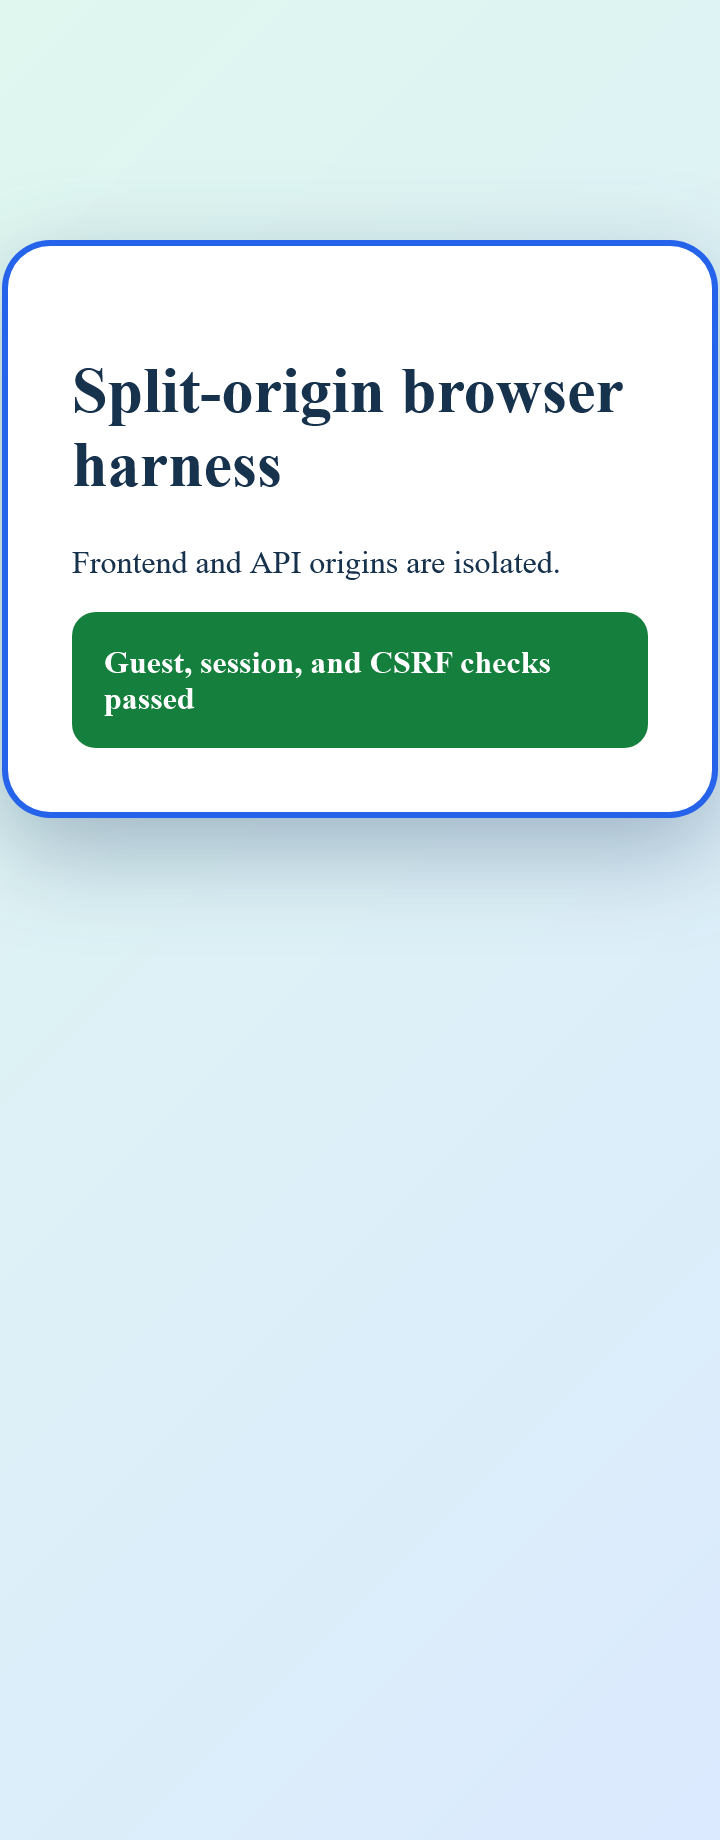 Split-origin browser
harness
Frontend and API origins are isolated.
Guest, session, and CSRF checks
passed